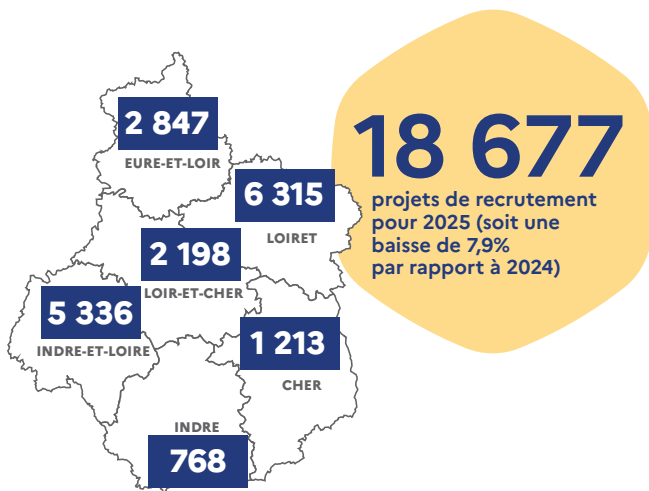 2 847
EURE-ET-LOIR
6 315
LOIRET
2 198
LOIR-ET-CHER
5 336
INDRE-ET-LOIRE
1 213
CHER
INDRE
768
18 677
projets de recrutement
pour 2025 (soit une
baisse de 7,9%
par rapport à 2024)